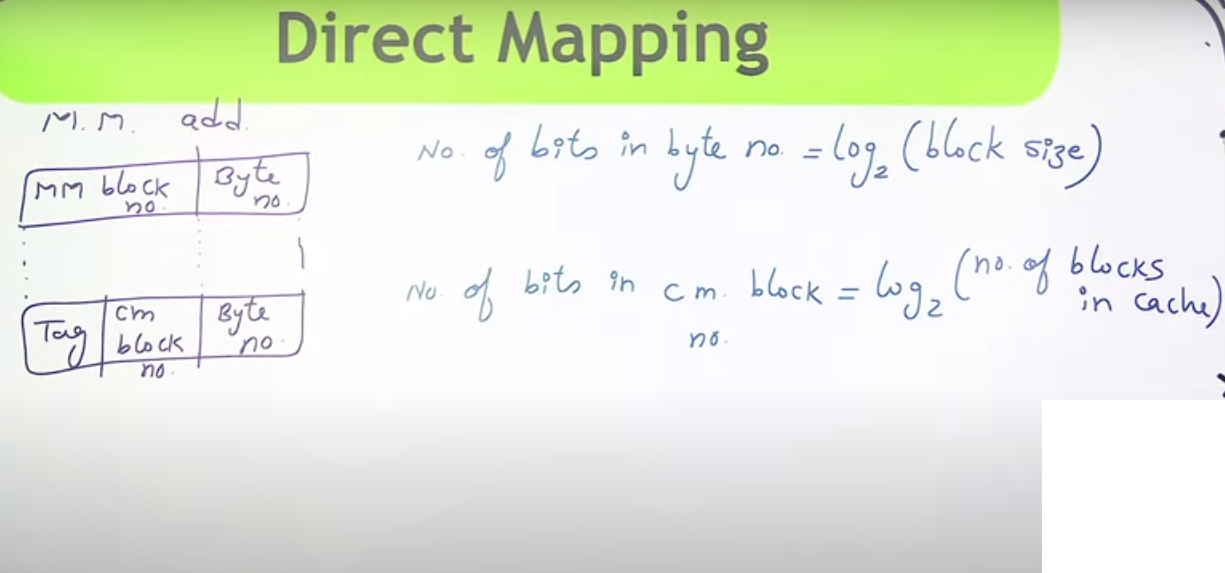 Direct Mapping
M.M. add.
MM block no.
Byte no.
Tag
cm block no.
Byte no.
No. of bits in byte no. = log₂ (block size)
No. of bits in cm. block no. = log₂ (no. of blocks in cache)